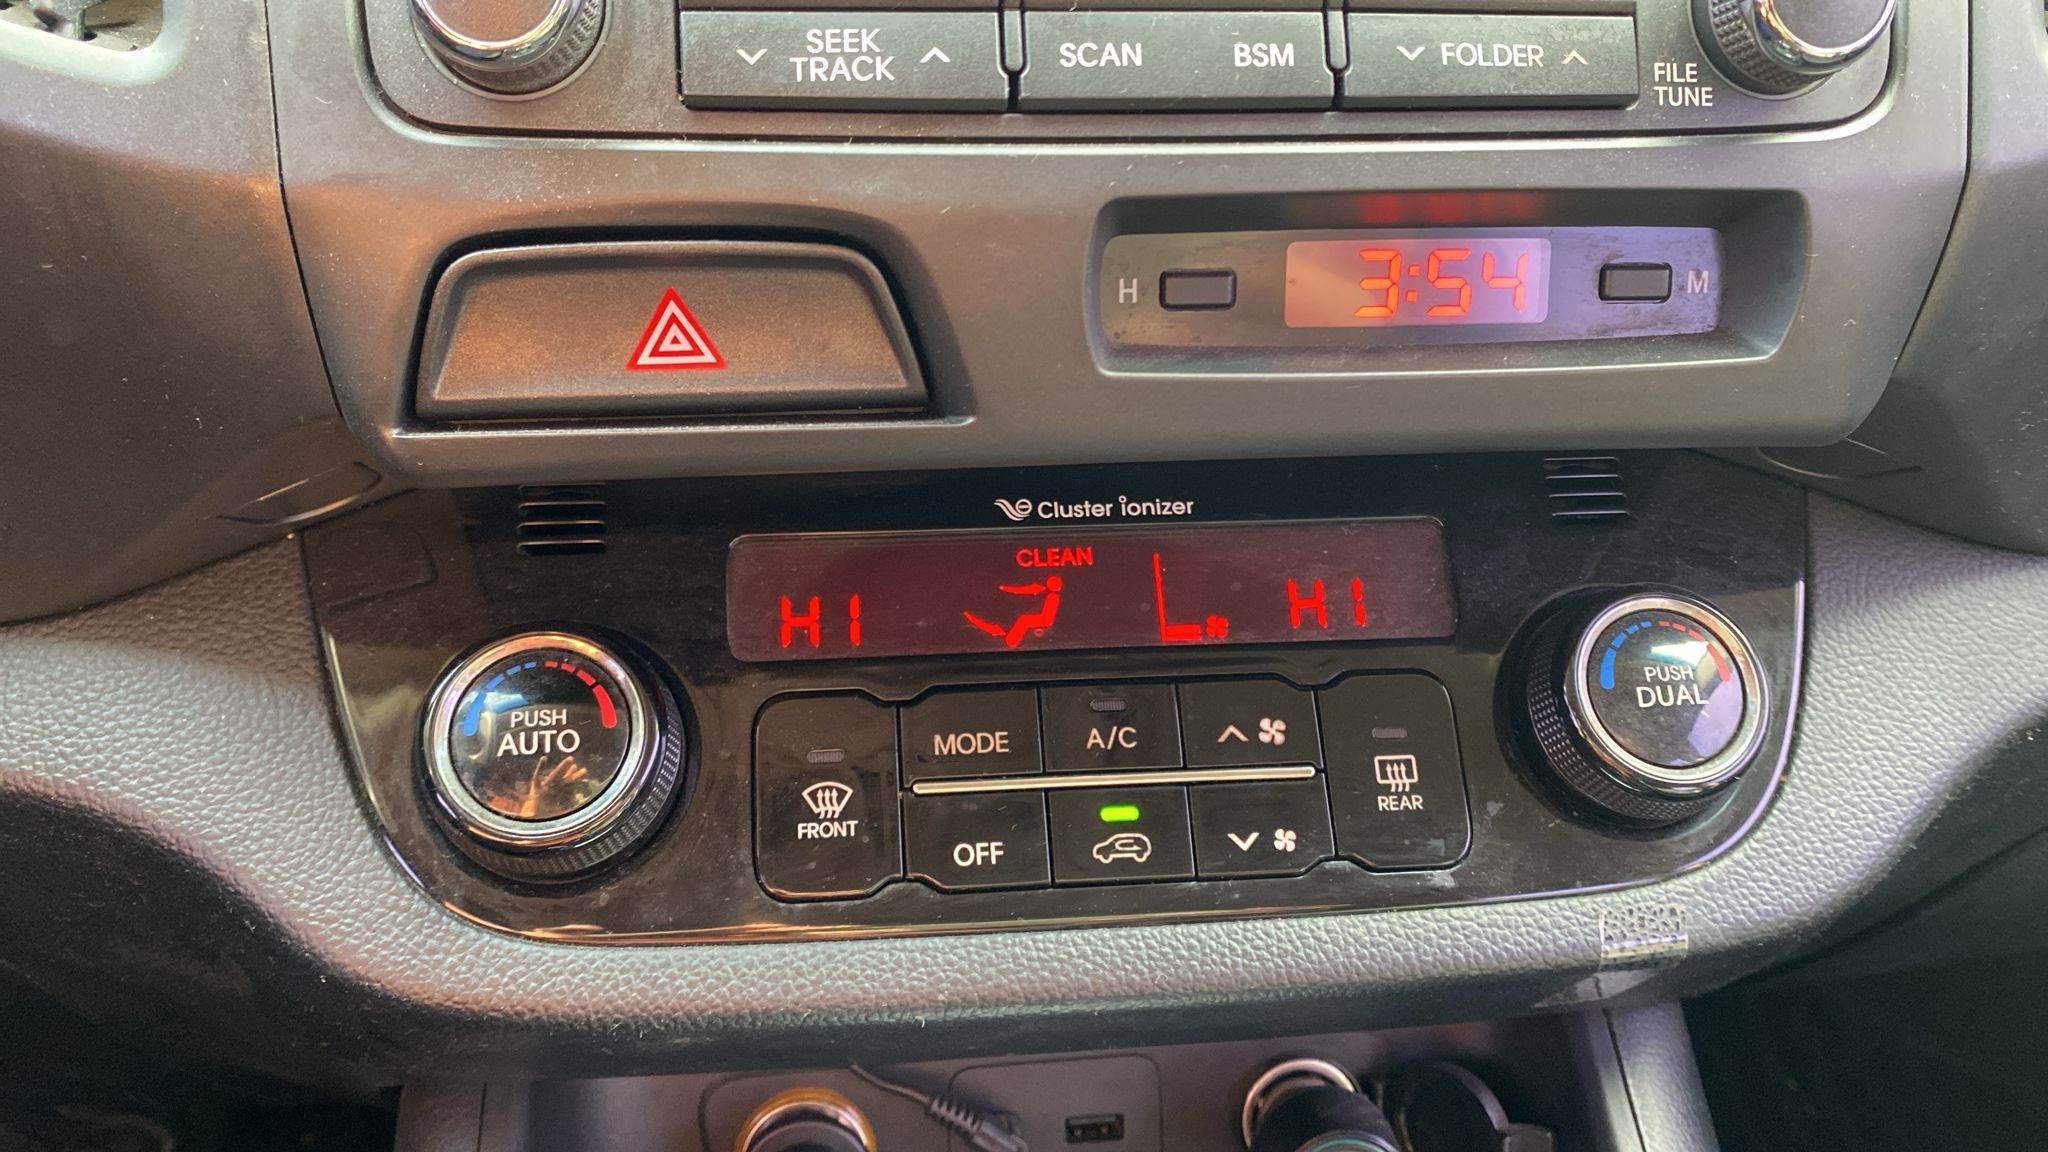 SEEK
TRACK
SCAN
BSM
FOLDER
FILE
TUNE
H
3:54
M
Cluster ionizer
CLEAN
HI
HI
PUSH
AUTO
PUSH
DUAL
MODE
A/C
FRONT
REAR
OFF